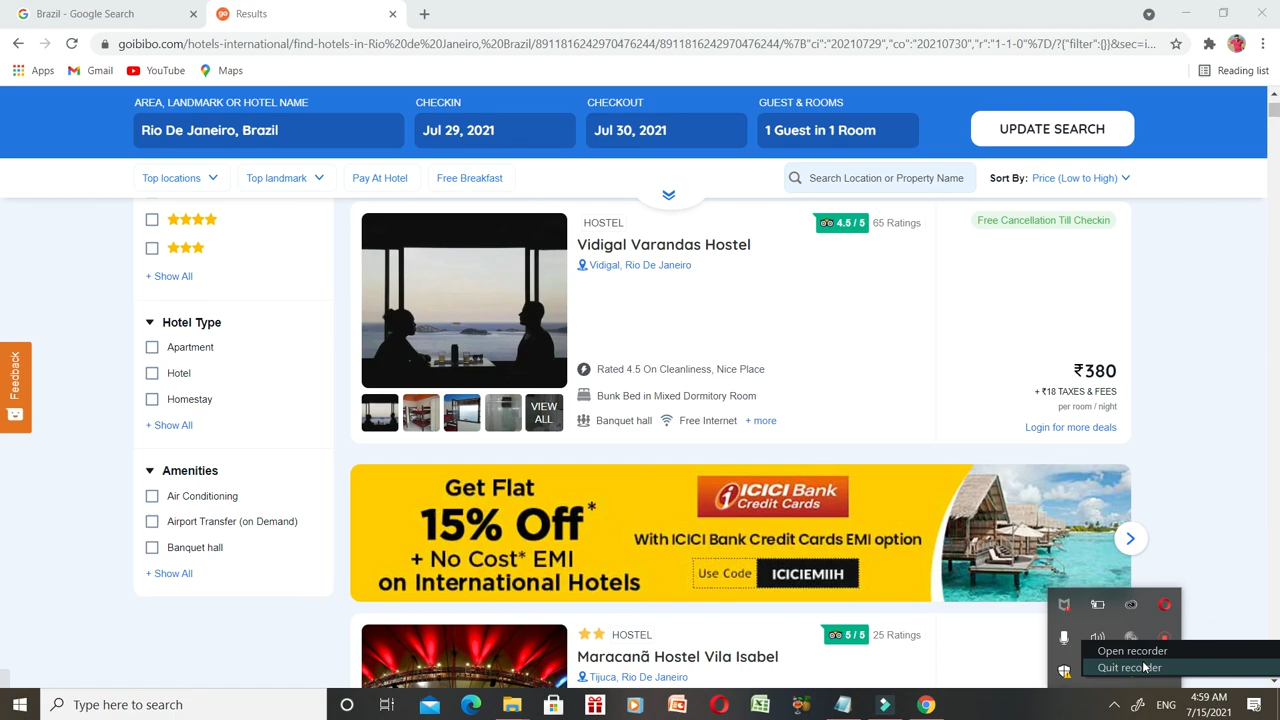 Brazil - Google Search
Results
goibibo.com/hotels-international/find-hotels-in-Rio%20de%20Janeiro,%20Brazil/8911816242970476244/8911816242970476244/%7B"ci":"20210729","co":"20210730","r":"1-1-0"%7D/?{"filter":{}}&sec=i...
Apps
Gmail
YouTube
Maps
Reading list
AREA, LANDMARK OR HOTEL NAME
CHECKIN
CHECKOUT
GUEST & ROOMS
Rio De Janeiro, Brazil
Jul 29, 2021
Jul 30, 2021
1 Guest in 1 Room
UPDATE SEARCH
Top locations
Top landmark
Pay At Hotel
Free Breakfast
Search Location or Property Name
Sort By: Price (Low to High)
+ Show All
Hotel Type
Apartment
Hotel
Homestay
+ Show All
Amenities
Air Conditioning
Airport Transfer (on Demand)
Banquet hall
+ Show All
Feedback
HOSTEL
4.5 / 5
65 Ratings
Free Cancellation Till Checkin
Vidigal Varandas Hostel
Vidigal, Rio De Janeiro
Rated 4.5 On Cleanliness, Nice Place
Bunk Bed in Mixed Dormitory Room
Banquet hall
Free Internet
+ more
VIEW
ALL
₹380
+ ₹18 TAXES & FEES
per room / night
Login for more deals
Get Flat
15% Off*
+ No Cost* EMI
on International Hotels
ICICI Bank
Credit Cards
With ICICI Bank Credit Cards EMI option
Use Code
ICICIEMIIH
HOSTEL
5 / 5
25 Ratings
Maracanã Hostel Vila Isabel
Tijuca, Rio De Janeiro
Open recorder
Quit recorder
Type here to search
ENG
4:59 AM
7/15/2021